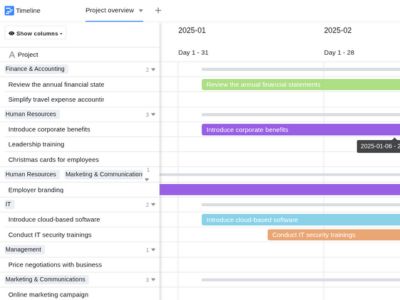 Timeline
Project overview
Show columns
2025-01
2025-02
Day 1 - 31
Day 1 - 28
Project
Finance & Accounting 2
Review the annual financial state
Review the annual financial statements
Simplify travel expense accountir
Human Resources 3
Introduce corporate benefits
Introduce corporate benefits
Leadership training
2025-01-06 - 2
Christmas cards for employees
Human Resources Marketing & Communication 1
Employer branding
IT 2
Introduce cloud-based software
Introduce cloud-based software
Conduct IT security trainings
Conduct IT security trainings
Management 1
Price negotiations with business
Marketing & Communications
Online marketing campaign